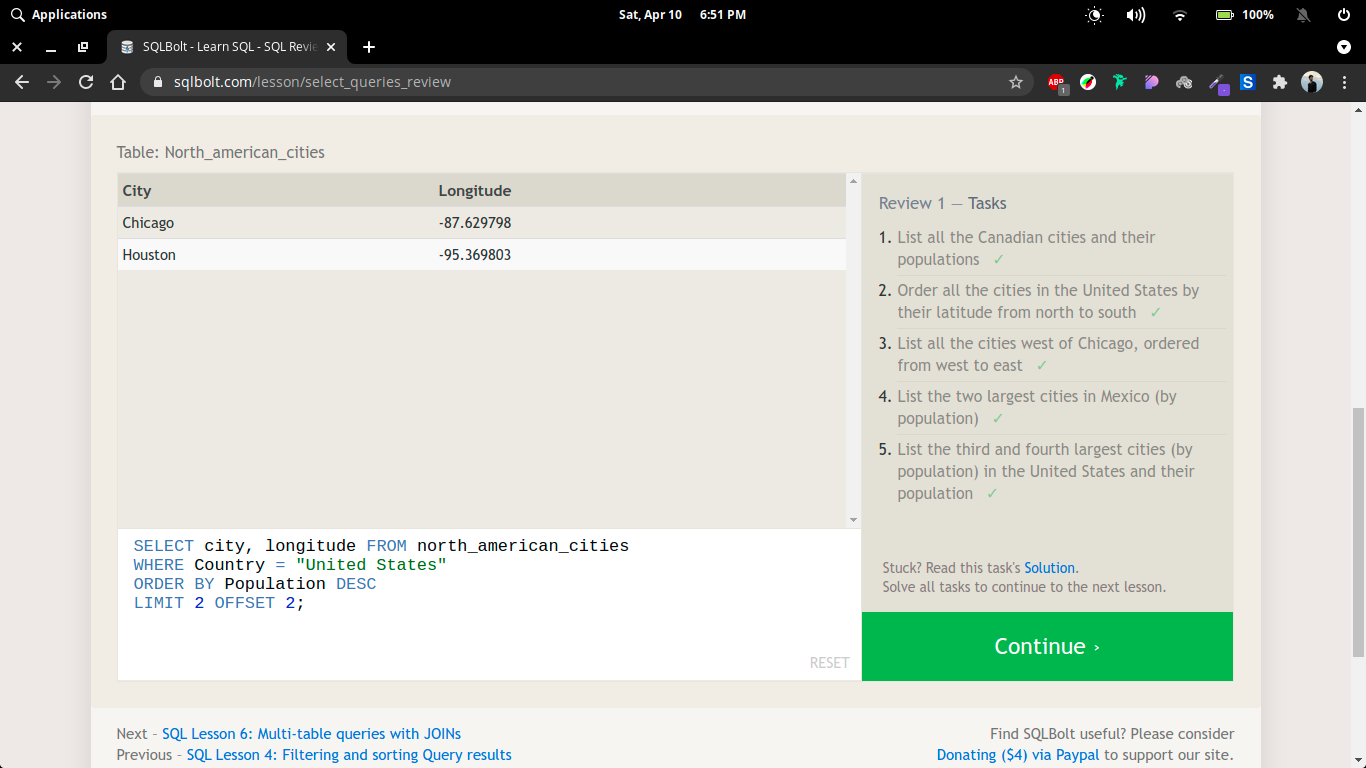 Applications
Sat, Apr 10 6:51 PM
100%
SQLBolt - Learn SQL - SQL Revie
sqlbolt.com/lesson/select_queries_review
ABP
1
S
Table: North_american_cities
City Longitude
Chicago -87.629798
Houston -95.369803
SELECT city, longitude FROM north_american_cities
WHERE Country = "United States"
ORDER BY Population DESC
LIMIT 2 OFFSET 2;
RESET
Review 1 — Tasks
1. List all the Canadian cities and their
populations ✓
2. Order all the cities in the United States by
their latitude from north to south ✓
3. List all the cities west of Chicago, ordered
from west to east ✓
4. List the two largest cities in Mexico (by
population) ✓
5. List the third and fourth largest cities (by
population) in the United States and their
population ✓
Stuck? Read this task's Solution.
Solve all tasks to continue to the next lesson.
Continue ›
Next - SQL Lesson 6: Multi-table queries with JOINs
Previous - SQL Lesson 4: Filtering and sorting Query results
Find SQLBolt useful? Please consider
Donating ($4) via Paypal to support our site.